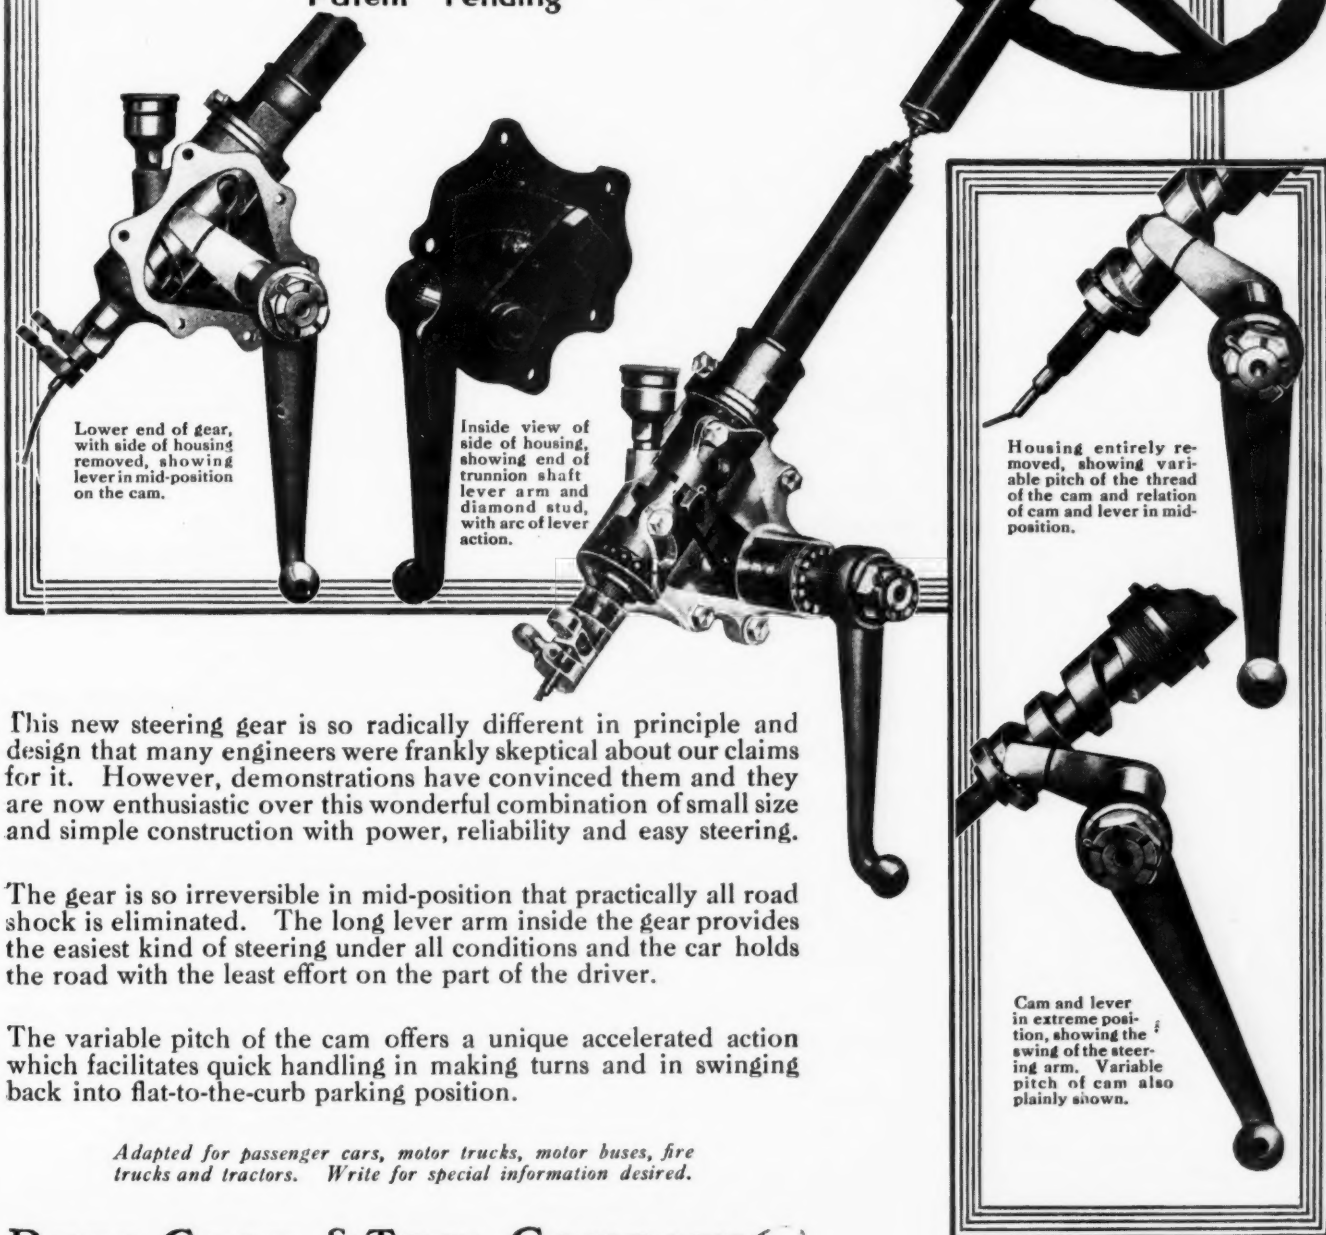 Patent Pending
Lower end of gear,
with side of housing
removed, showing
lever in mid-position
on the cam.
Inside view of
side of housing,
showing end of
trunnion shaft
lever arm and
diamond stud,
with arc of lever
action.
Housing entirely re-
moved, showing vari-
able pitch of the thread
of the cam and relation
of cam and lever in mid-
position.
This new steering gear is so radically different in principle and
design that many engineers were frankly skeptical about our claims
for it. However, demonstrations have convinced them and they
are now enthusiastic over this wonderful combination of small size
and simple construction with power, reliability and easy steering.
The gear is so irreversible in mid-position that practically all road
shock is eliminated. The long lever arm inside the gear provides
the easiest kind of steering under all conditions and the car holds
the road with the least effort on the part of the driver.
The variable pitch of the cam offers a unique accelerated action
which facilitates quick handling in making turns and in swinging
back into flat-to-the-curb parking position.
Cam and lever
in extreme posi-
tion, showing the
swing of the steer-
ing arm. Variable
pitch of cam also
plainly shown.
Adapted for passenger cars, motor trucks, motor buses, fire
trucks and tractors. Write for special information desired.